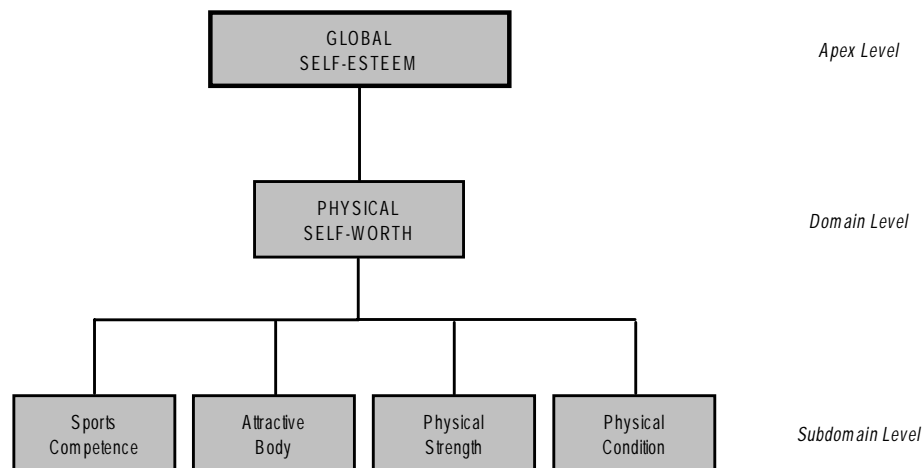 GLOBAL
SELF-ESTEEM
Apex Level
PHYSICAL
SELF-WORTH
Domain Level
Sports
Competence
Attractive
Body
Physical
Strength
Physical
Condition
Subdomain Level